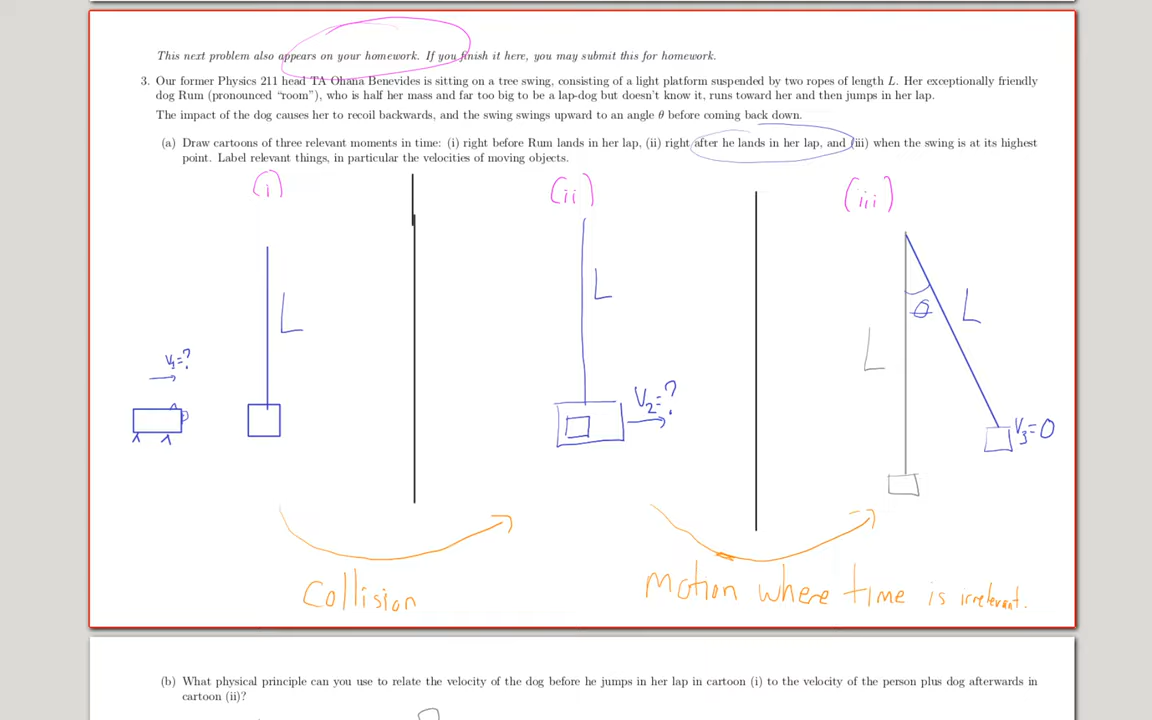 This next problem also appears on your homework. If you finish it here, you may submit this for homework.
3. Our former Physics 211 head TA Ohana Benevides is sitting on a tree swing, consisting of a light platform suspended by two ropes of length L. Her exceptionally friendly
dog Rum (pronounced “room”), who is half her mass and far too big to be a lap-dog but doesn’t know it, runs toward her and then jumps in her lap.
The impact of the dog causes her to recoil backwards, and the swing swings upward to an angle θ before coming back down.
(a) Draw cartoons of three relevant moments in time: (i) right before Rum lands in her lap, (ii) right after he lands in her lap, and (iii) when the swing is at its highest
point. Label relevant things, in particular the velocities of moving objects.
(i)
(ii)
(iii)
L
L
θ
L
L
V₁=?
V₂=?
V₃=0
Collision
Motion where time is irrelevant.
(b) What physical principle can you use to relate the velocity of the dog before he jumps in her lap in cartoon (i) to the velocity of the person plus dog afterwards in
cartoon (ii)?